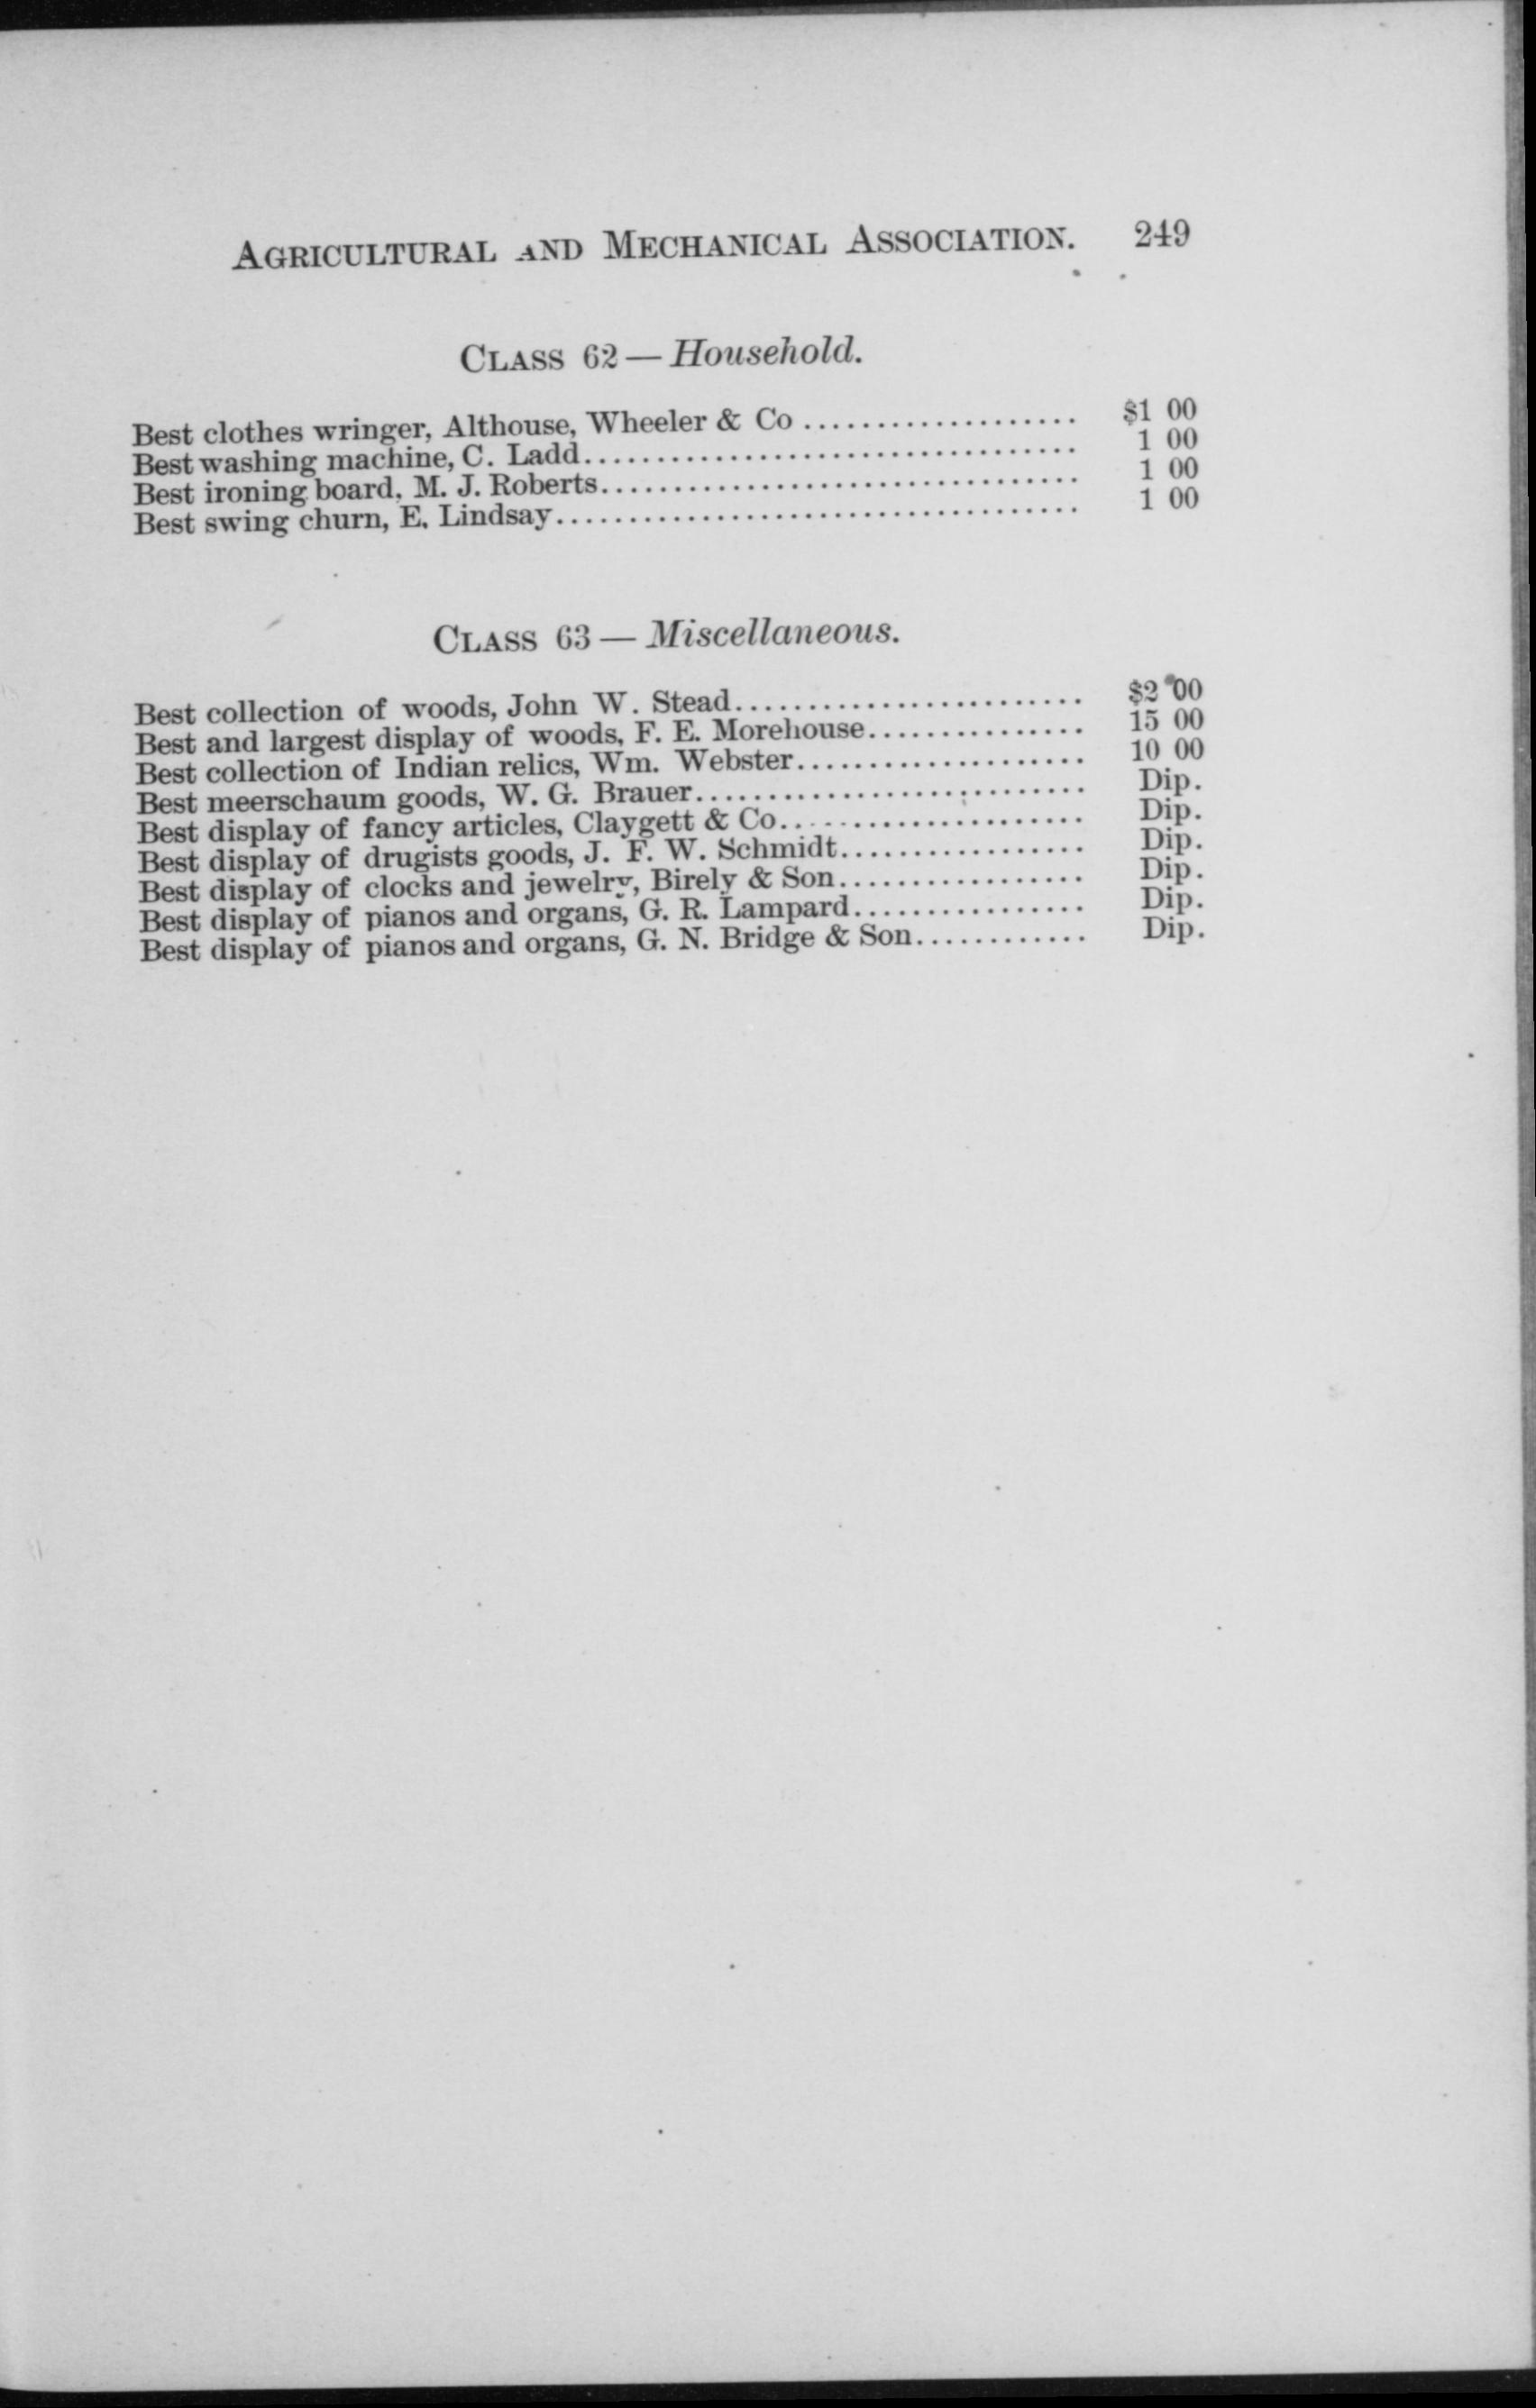 AGRICULTURAL AND MECHANICAL ASSOCIATION. 249
CLASS 62 — Household.
Best clothes wringer, Althouse, Wheeler & Co ................... $1 00
Best washing machine, C. Ladd.................................. 1 00
Best ironing board, M. J. Roberts................................. 1 00
Best swing churn, E. Lindsay.................................... 1 00
CLASS 63 — Miscellaneous.
Best collection of woods, John W. Stead........................ $2 00
Best and largest display of woods, F. E. Morehouse............... 15 00
Best collection of Indian relics, Wm. Webster.................... 10 00
Best meerschaum goods, W. G. Brauer........................... Dip.
Best display of fancy articles, Claygett & Co..................... Dip.
Best display of drugists goods, J. F. W. Schmidt................. Dip.
Best display of clocks and jewelry, Birely & Son................. Dip.
Best display of pianos and organs, G. R. Lampard................ Dip.
Best display of pianos and organs, G. N. Bridge & Son............ Dip.